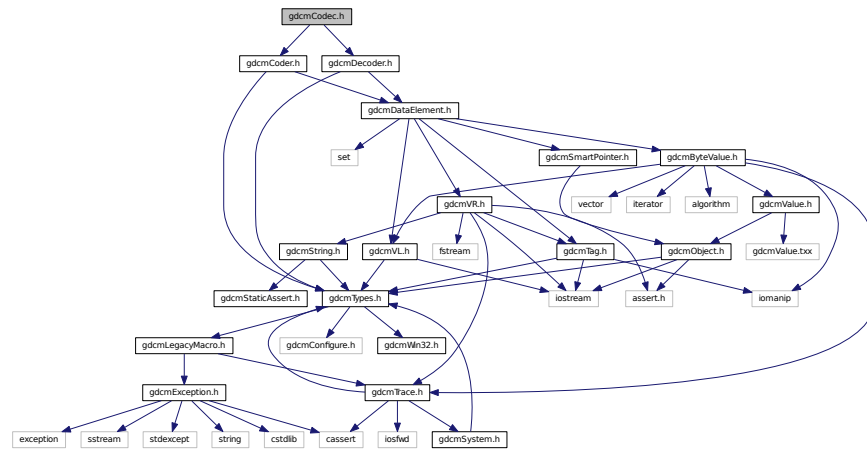 gdcmCodec.h
gdcmCoder.h
gdcmDecoder.h
gdcmDataElement.h
set
gdcmSmartPointer.h
gdcmByteValue.h
gdcmVR.h
vector
iterator
algorithm
gdcmValue.h
gdcmString.h
gdcmVL.h
fstream
gdcmTag.h
gdcmObject.h
gdcmValue.txx
gdcmStaticAssert.h
gdcmTypes.h
iostream
assert.h
iomanip
gdcmLegacyMacro.h
gdcmConfigure.h
gdcmWin32.h
gdcmException.h
gdcmTrace.h
exception
sstream
stdexcept
string
cstdlib
cassert
iosfwd
gdcmSystem.h